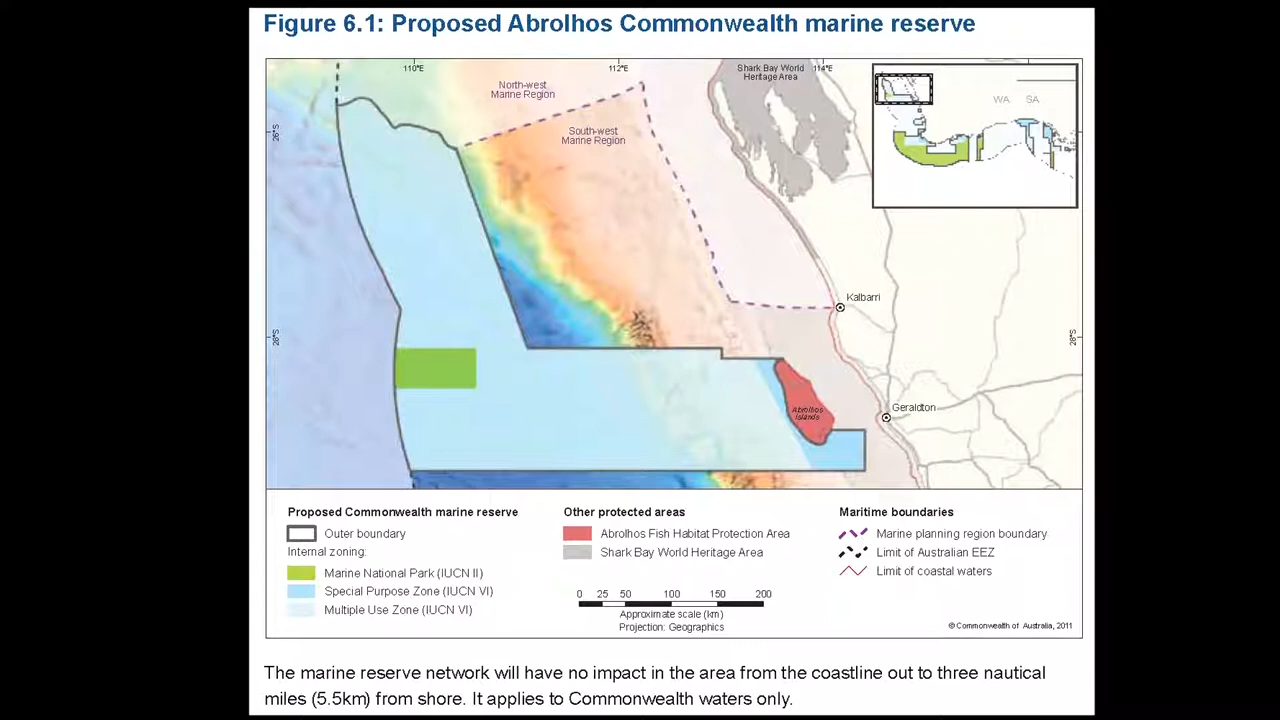 Figure 6.1: Proposed Abrolhos Commonwealth marine reserve
110°E
112°E
114°E
Shark Bay World
Heritage Area
North-west
Marine Region
South-west
Marine Region
WA SA
26°S
Kalbarri
28°S
28°S
Abrolhos
Islands
Geraldton
Proposed Commonwealth marine reserve
Outer boundary
Internal zoning:
Marine National Park (IUCN II)
Special Purpose Zone (IUCN VI)
Multiple Use Zone (IUCN VI)
Other protected areas
Abrolhos Fish Habitat Protection Area
Shark Bay World Heritage Area
0 25 50 100 150 200
Approximate scale (km)
Projection: Geographics
Maritime boundaries
Marine planning region boundary
Limit of Australian EEZ
Limit of coastal waters
© Commonwealth of Australia, 2011
The marine reserve network will have no impact in the area from the coastline out to three nautical
miles (5.5km) from shore. It applies to Commonwealth waters only.